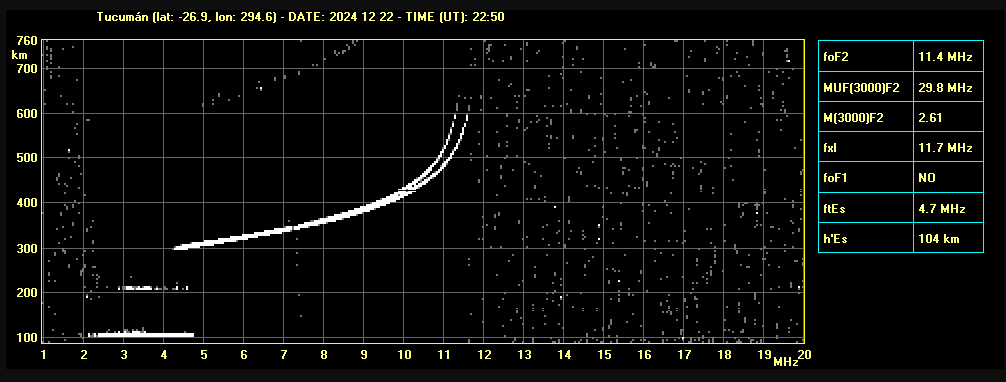 Tucumán (lat: -26.9, lon: 294.6) - DATE: 2024 12 22 - TIME (UT): 22:50
760
km
700
600
500
400
300
200
100
1 2 3 4 5 6 7 8 9 10 11 12 13 14 15 16 17 18 19 20
MHz
foF2 11.4 MHz
MUF(3000)F2 29.8 MHz
M(3000)F2 2.61
fxI 11.7 MHz
foF1 NO
ftEs 4.7 MHz
h'Es 104 km